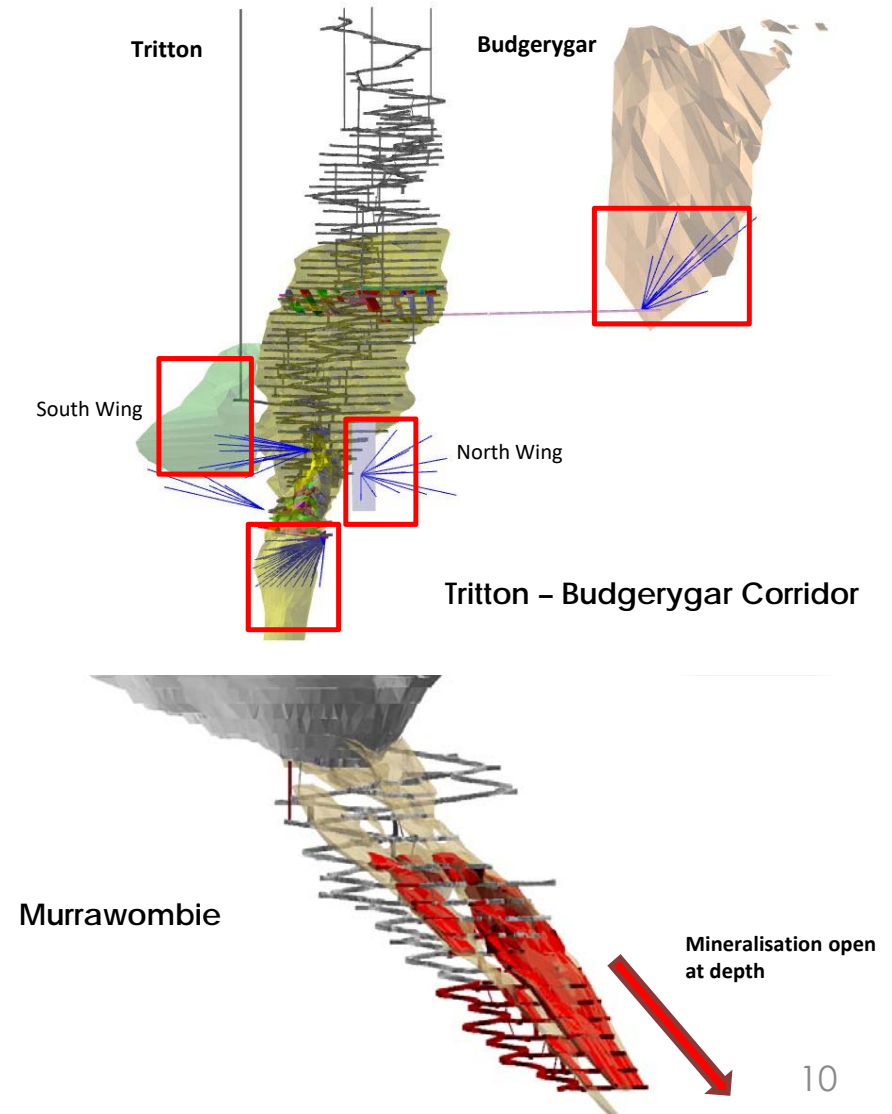 Tritton
Budgerygar
South Wing
North Wing
Tritton – Budgerygar Corridor
Murrawombie
Mineralisation open
at depth
10